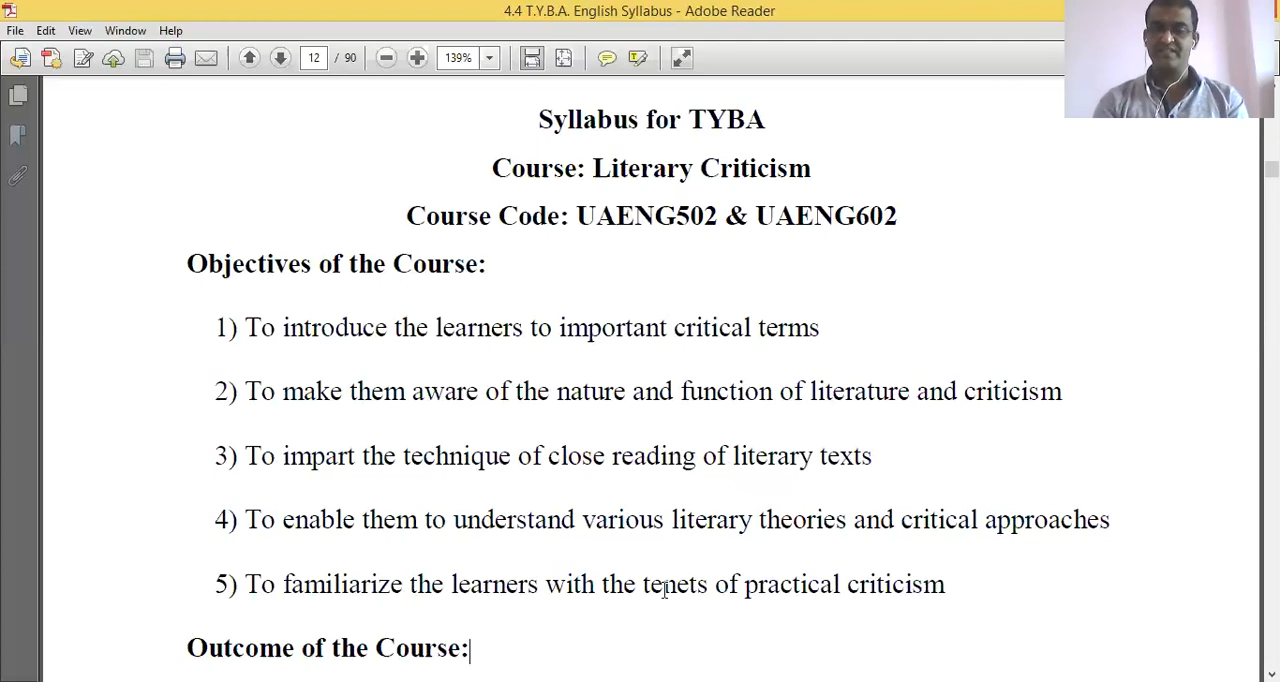 4.4 T.Y.B.A. English Syllabus - Adobe Reader
File Edit View Window Help
12 / 90 139%
Syllabus for TYBA
Course: Literary Criticism
Course Code: UAENG502 & UAENG602
Objectives of the Course:
1) To introduce the learners to important critical terms
2) To make them aware of the nature and function of literature and criticism
3) To impart the technique of close reading of literary texts
4) To enable them to understand various literary theories and critical approaches
5) To familiarize the learners with the tenets of practical criticism
Outcome of the Course: